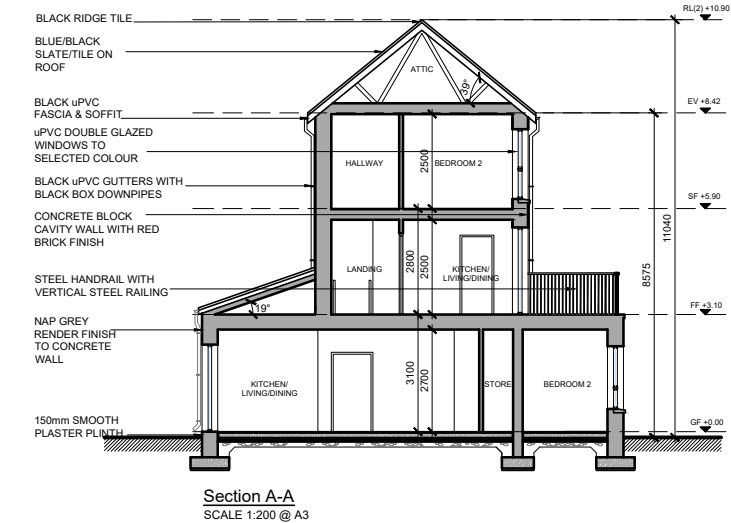 BLACK RIDGE TILE
BLUE/BLACK
SLATE/TILE ON
ROOF
BLACK uPVC
FASCIA & SOFFIT
uPVC DOUBLE GLAZED
WINDOWS TO
SELECTED COLOUR
BLACK uPVC GUTTERS WITH
BLACK BOX DOWNPIPES
CONCRETE BLOCK
CAVITY WALL WITH RED
BRICK FINISH
STEEL HANDRAIL WITH
VERTICAL STEEL RAILING
NAP GREY
RENDER FINISH
TO CONCRETE
WALL
150mm SMOOTH
PLASTER PLINTH
ATTIC
39°
HALLWAY
2500
BEDROOM 2
LANDING
2800
2500
KITCHEN/
LIVING/DINING
19°
KITCHEN/
LIVING/DINING
3100
2700
STORE
BEDROOM 2
8575
11040
RL(2) +10.90
EV +8.42
SF +5.90
FF +3.10
GF +0.00
Section A-A
SCALE 1:200 @ A3